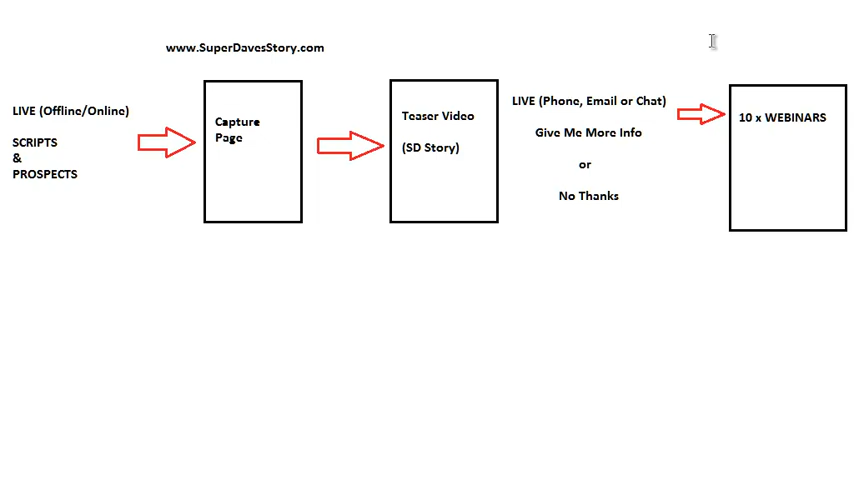 www.SuperDavesStory.com
LIVE (Offline/Online)
SCRIPTS
&
PROSPECTS
Capture
Page
Teaser Video
(SD Story)
LIVE (Phone, Email or Chat)
Give Me More Info
or
No Thanks
10 x WEBINARS